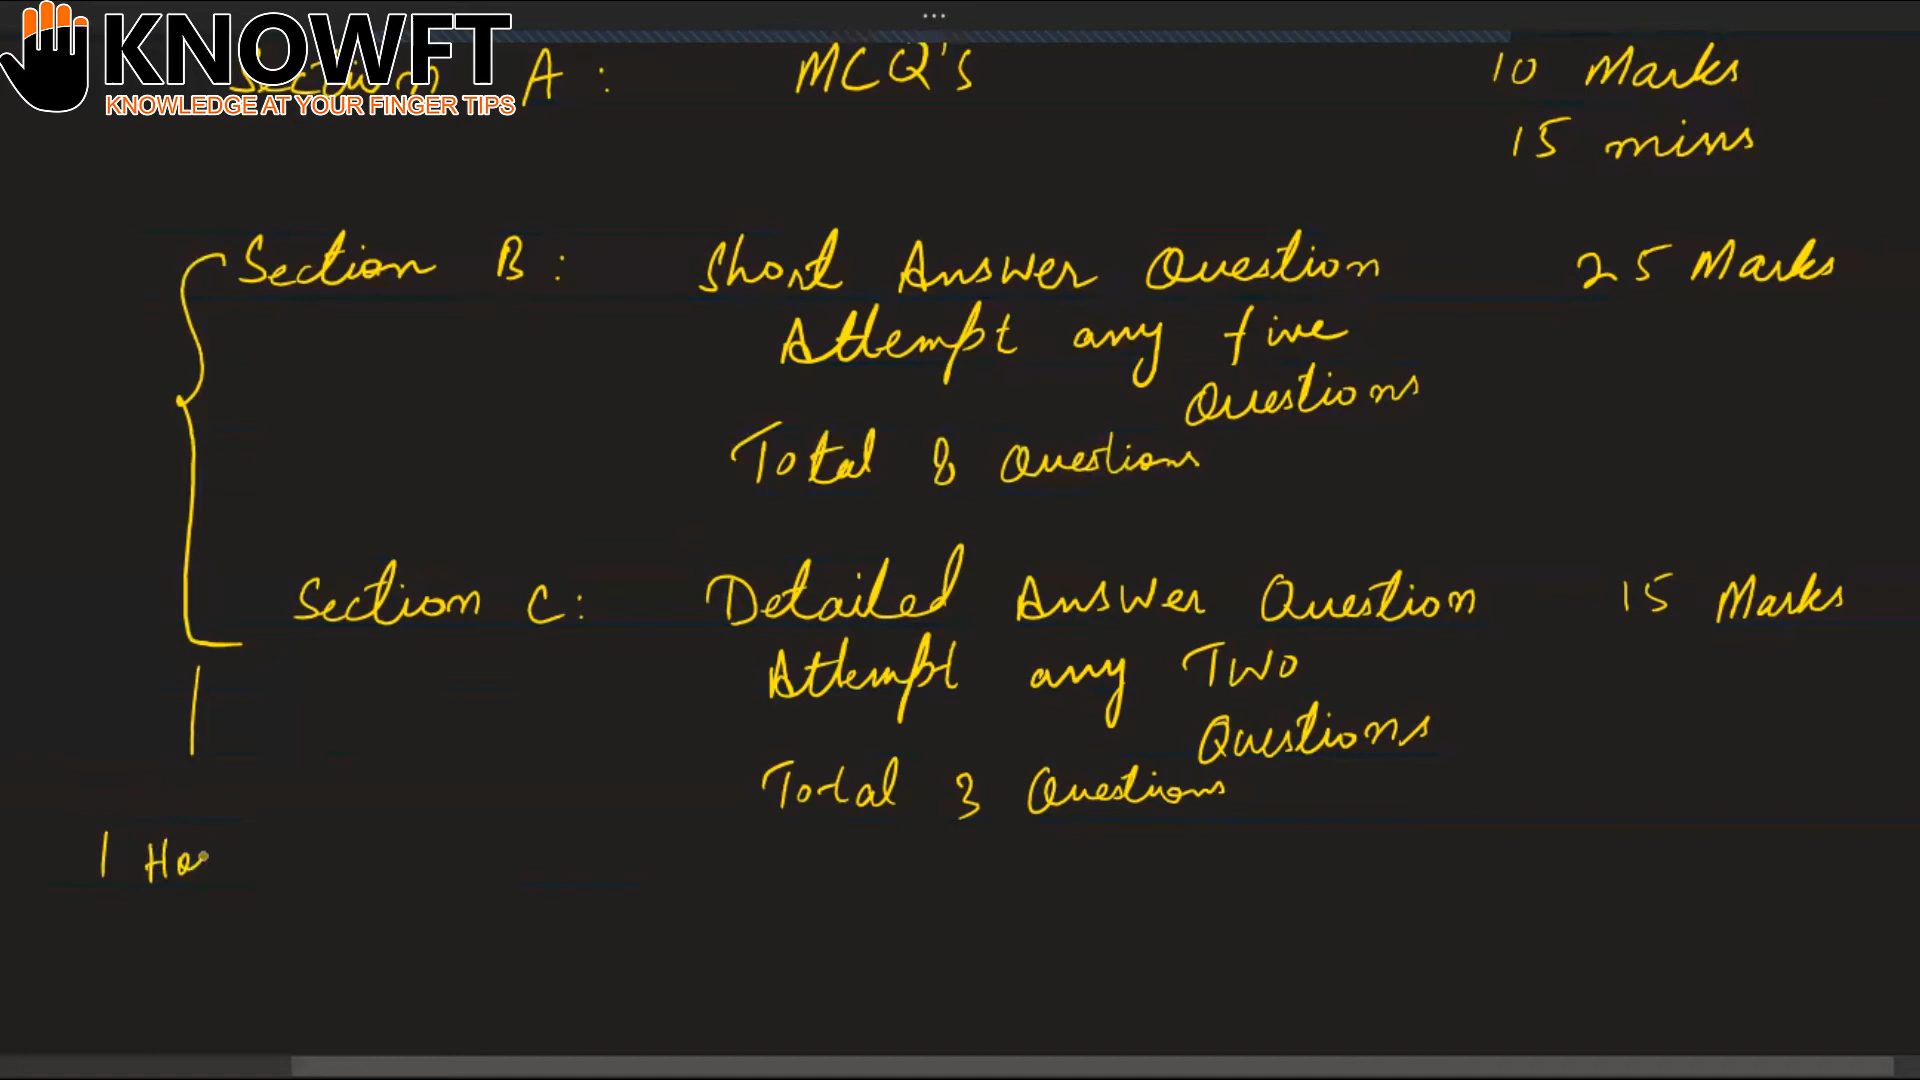 KNOWFT
KNOWLEDGE AT YOUR FINGER TIPS
Section A : MCQ's 10 Marks
15 mins
Section B : Short Answer Question 25 Marks
Attempt any five
Questions
Total 8 Questions
Section C : Detailed Answer Question 15 Marks
Attempt any Two
Questions
Total 3 Questions
1 Ho